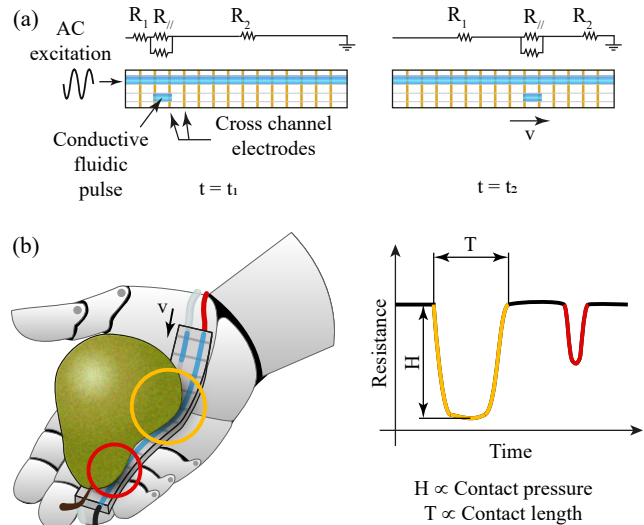 (a)
R₁ R// R₂
R₁ R// R₂
AC
excitation
Conductive
fluidic
pulse
Cross channel
electrodes
v
t = t₁
t = t₂
(b)
v
T
H
Resistance
Time
H ∝ Contact pressure
T ∝ Contact length